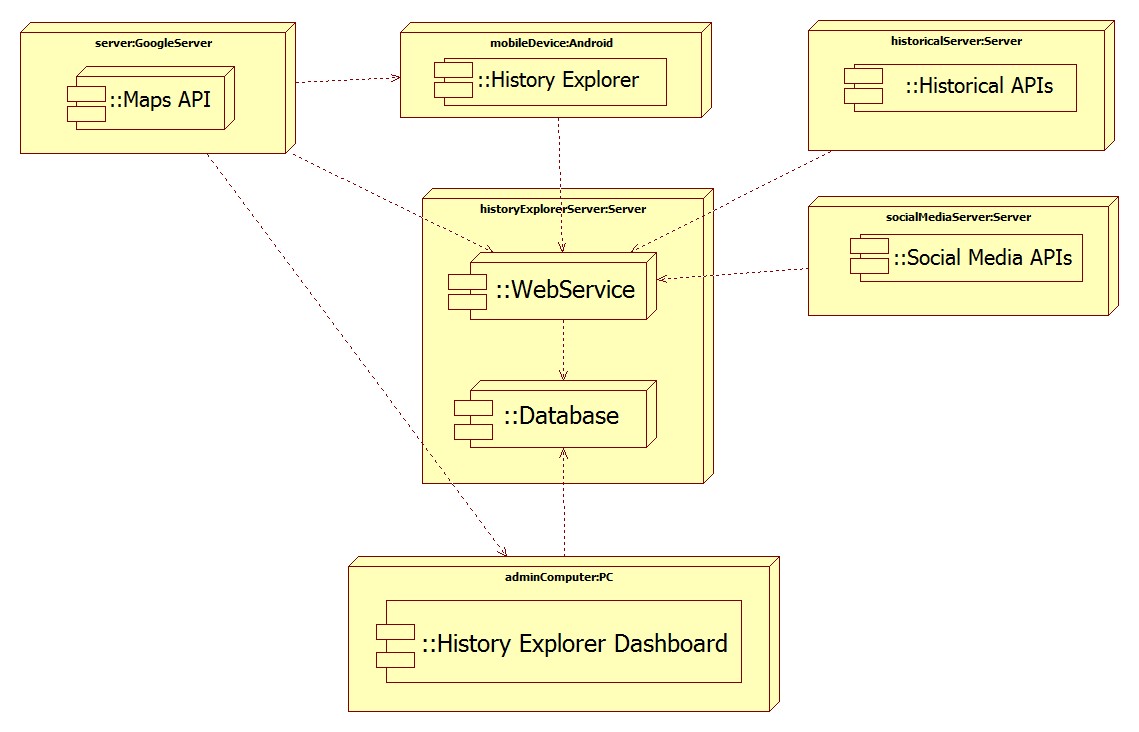 server:GoogleServer
::Maps API
mobileDevice:Android
::History Explorer
historicalServer:Server
::Historical APIs
historyExplorerServer:Server
::WebService
::Database
socialMediaServer:Server
::Social Media APIs
adminComputer:PC
::History Explorer Dashboard